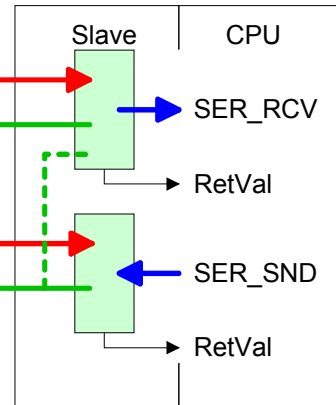 Slave CPU
SER_RCV
RetVal
SER_SND
RetVal